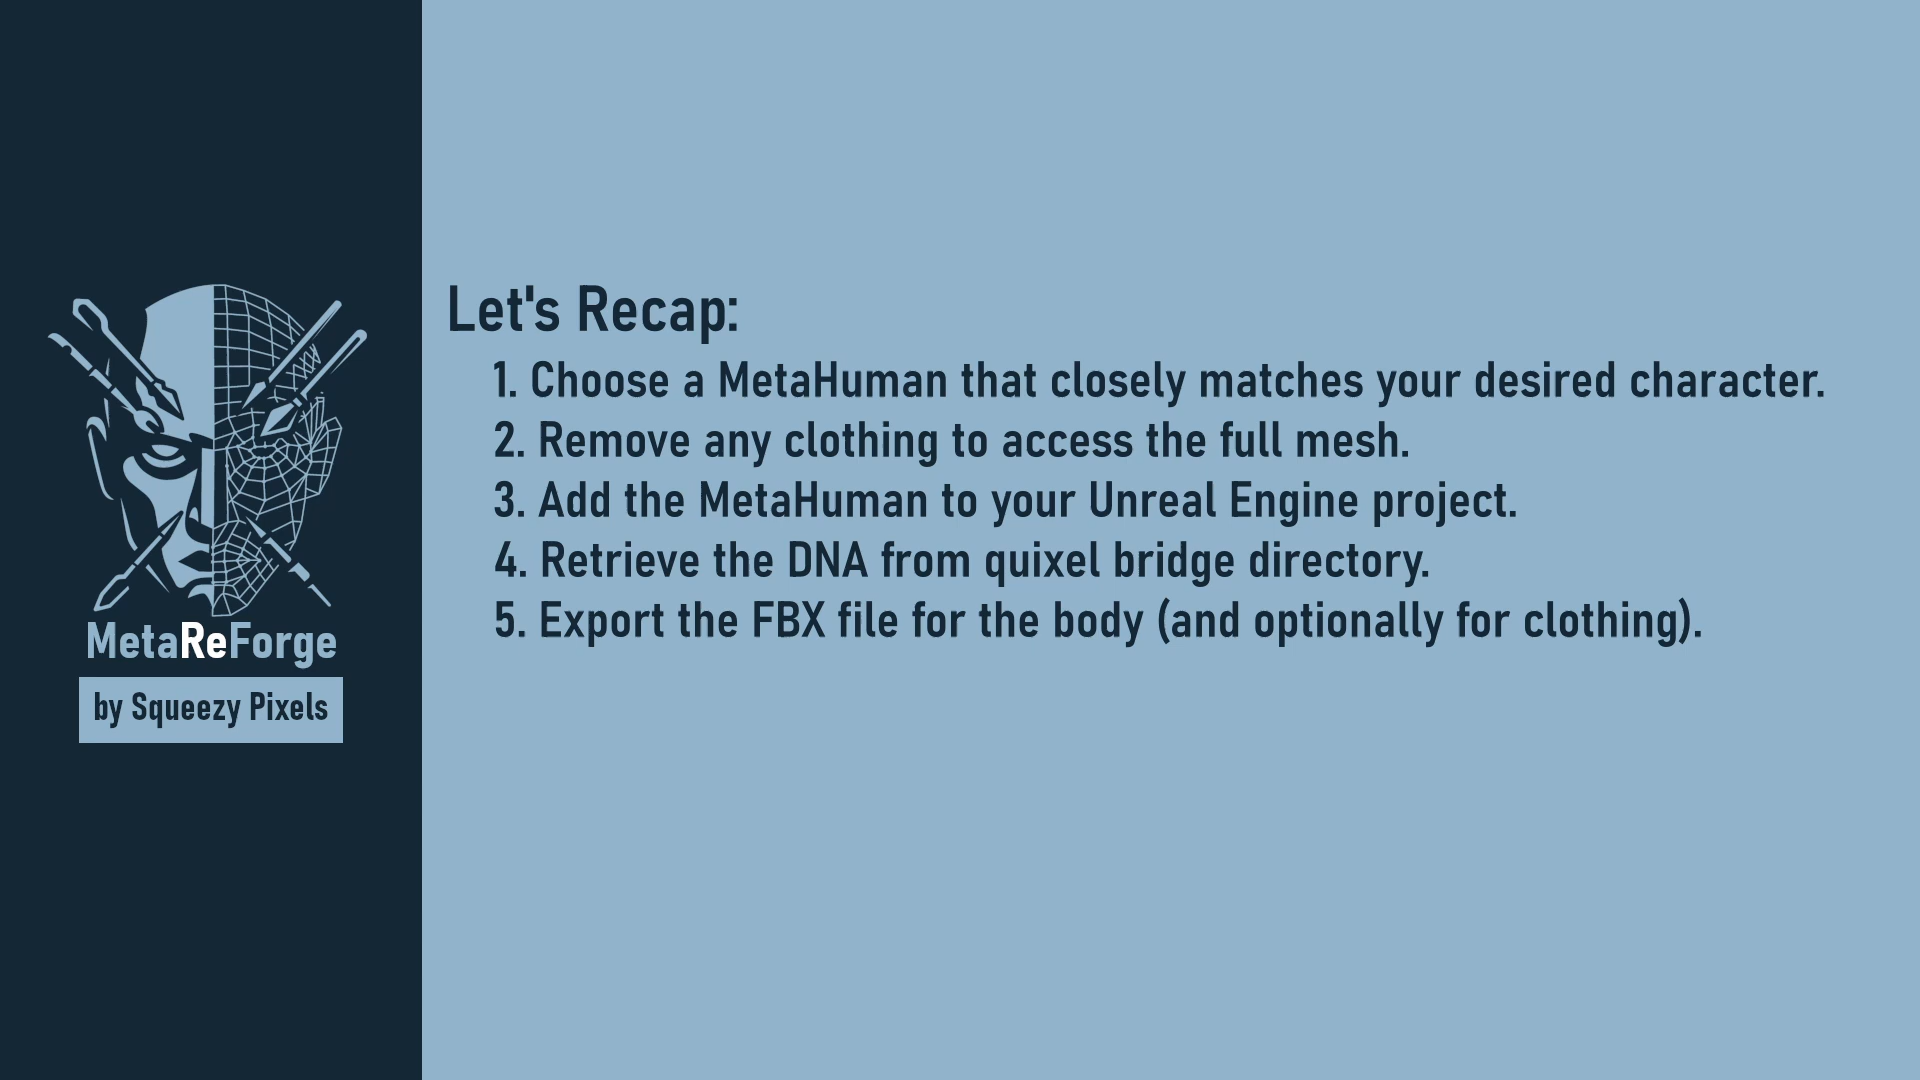 MetaReForge
by Squeezy Pixels
Let's Recap:
1. Choose a MetaHuman that closely matches your desired character.
2. Remove any clothing to access the full mesh.
3. Add the MetaHuman to your Unreal Engine project.
4. Retrieve the DNA from quixel bridge directory.
5. Export the FBX file for the body (and optionally for clothing).